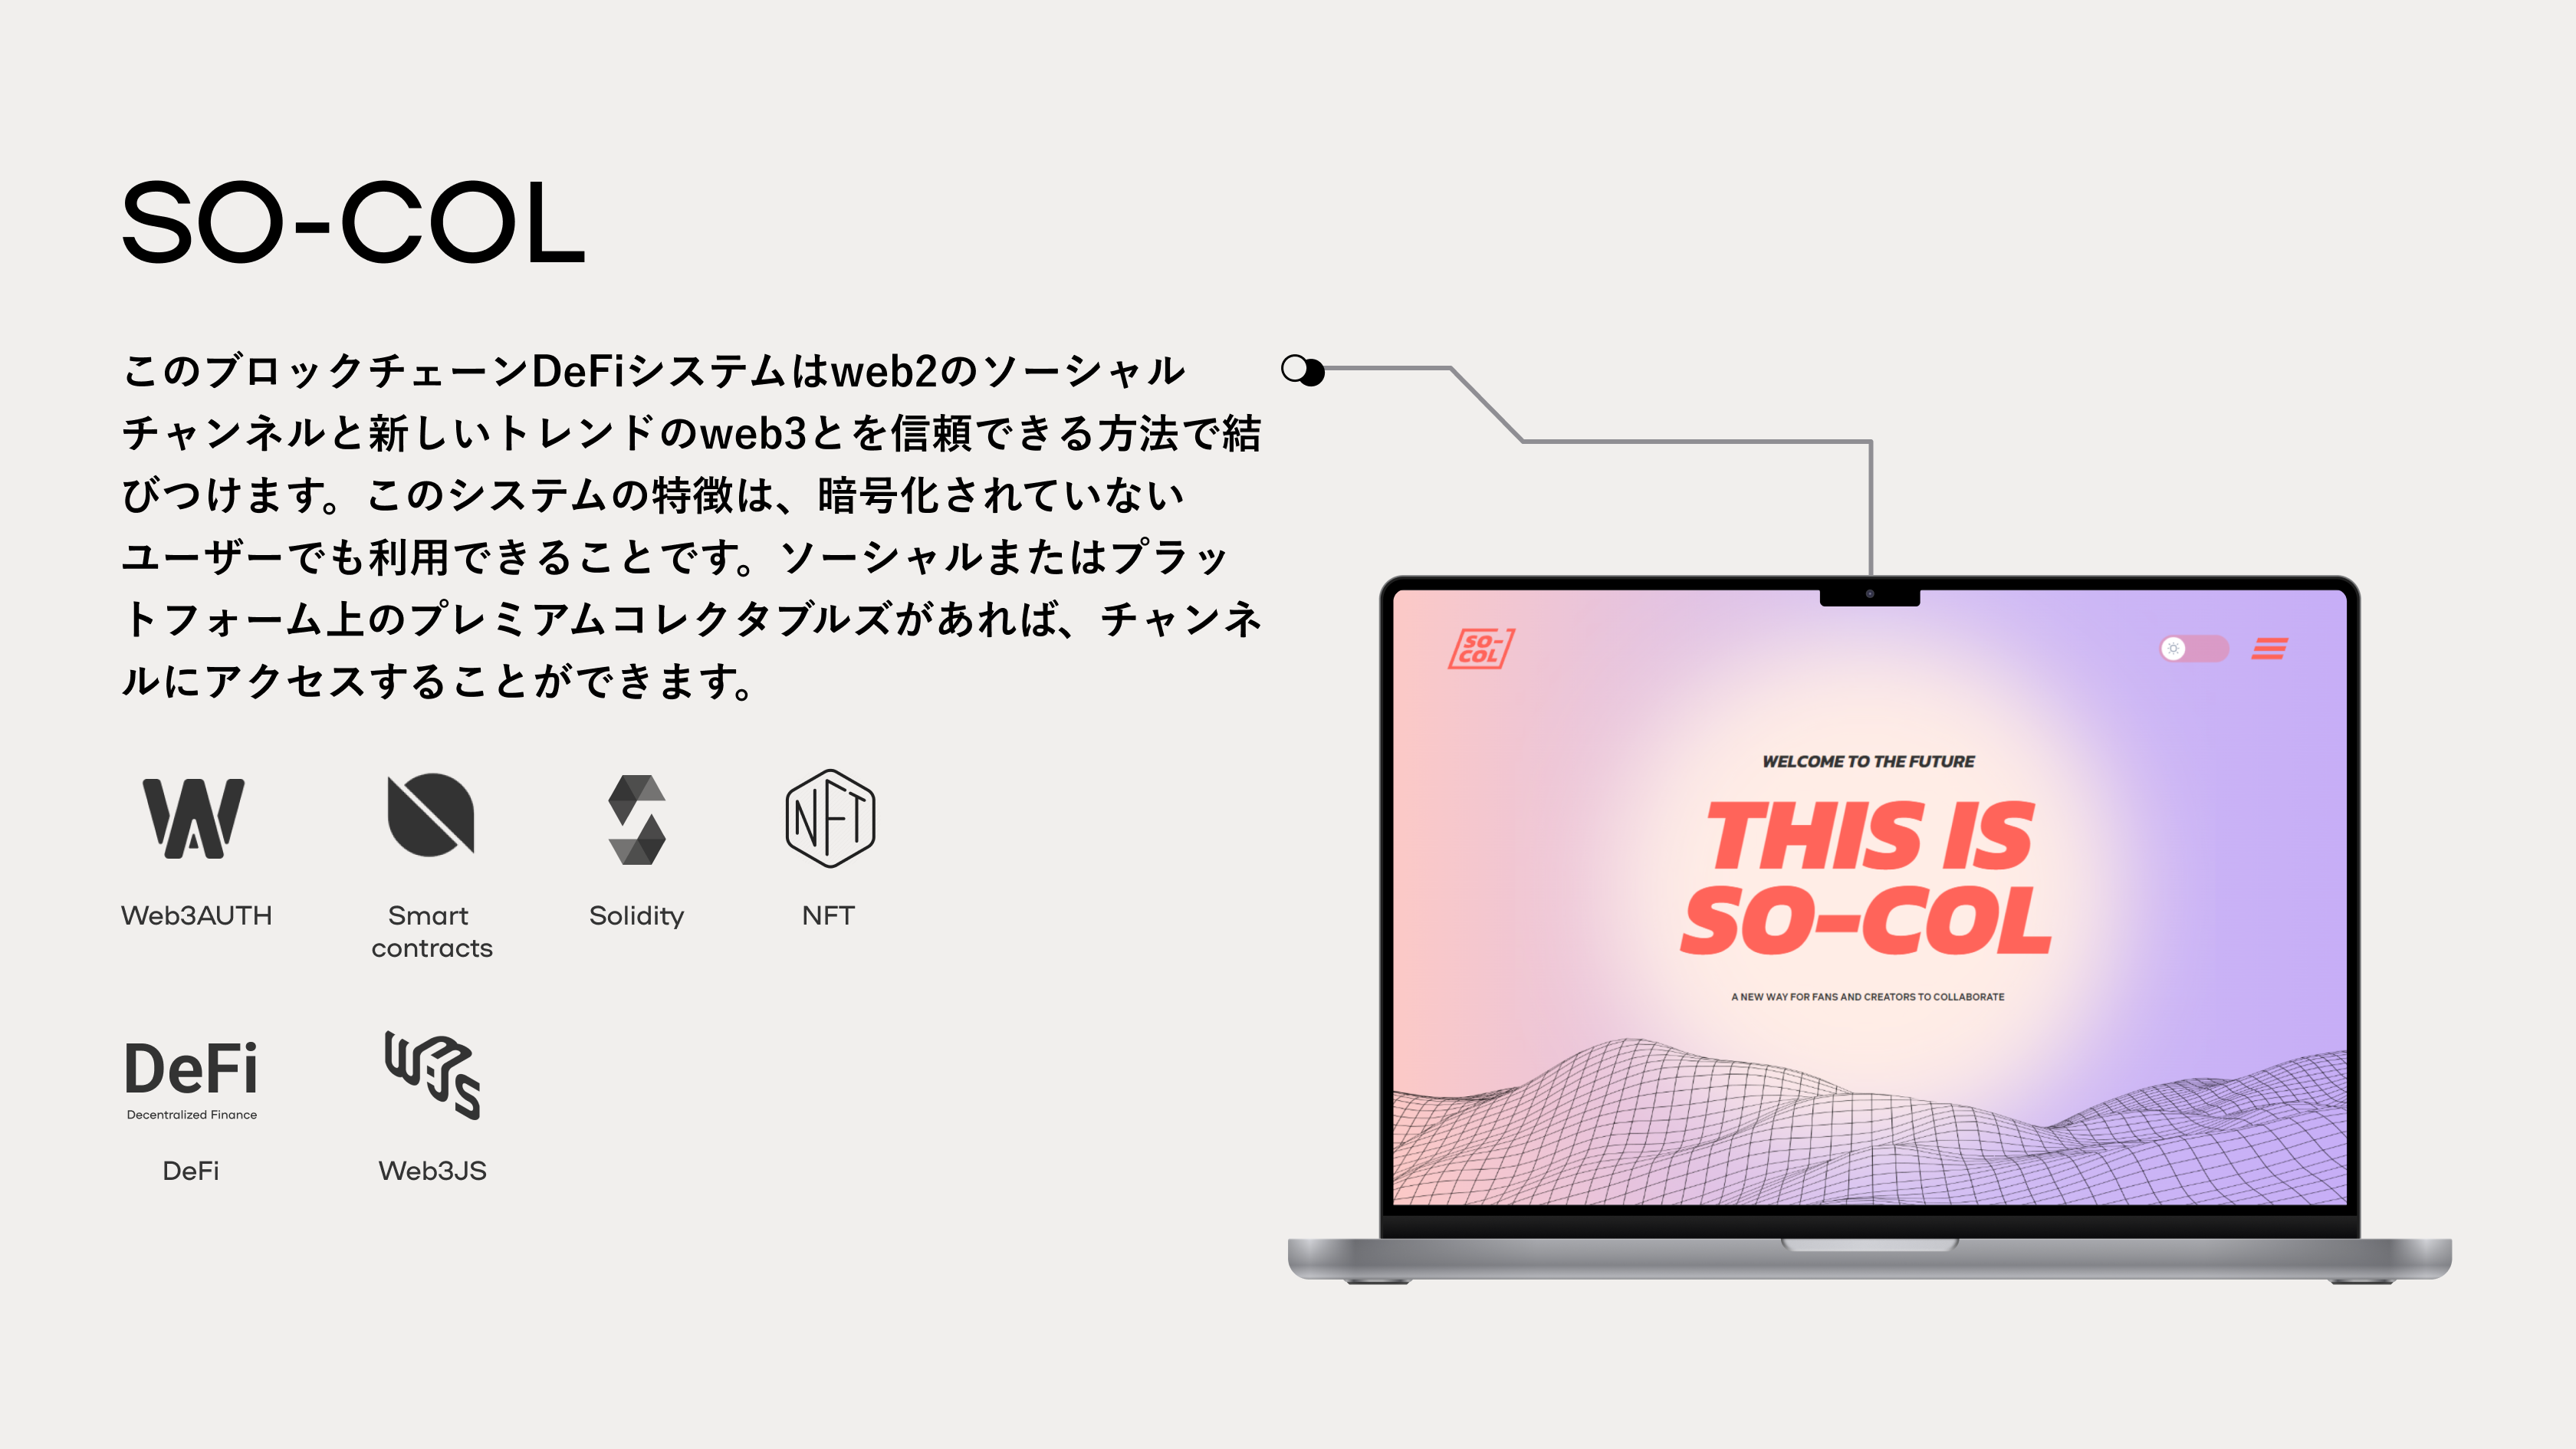 SO-COL
このブロックチェーンDeFiシステムはweb2のソーシャル
チャンネルと新しいトレンドのweb3とを信頼できる方法で結
びつけます。このシステムの特徴は、暗号化されていない
ユーザーでも利用できることです。ソーシャルまたはプラッ
トフォーム上のプレミアムコレクタブルズがあれば、チャンネ
ルにアクセスすることができます。
NFT
Web3AUTH
Smart
contracts
Solidity
NFT
DeFi
Decentralized Finance
W3JS
DeFi
Web3JS
SO-
COL
WELCOME TO THE FUTURE
THIS IS
SO-COL
A NEW WAY FOR FANS AND CREATORS TO COLLABORATE